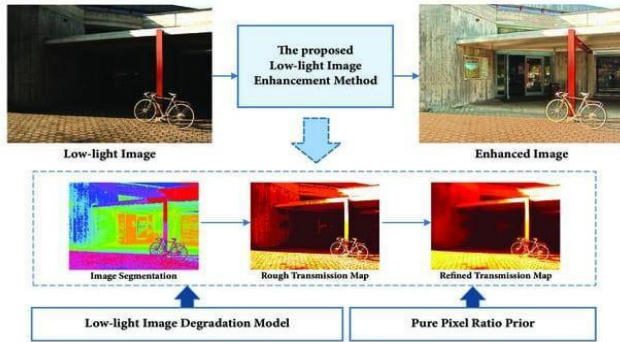 The proposed
Low-light Image
Enhancement Method
Low-light Image
Enhanced Image
Image Segmentation
Rough Transmission Map
Refined Transmission Map
Low-light Image Degradation Model
Pure Pixel Ratio Prior